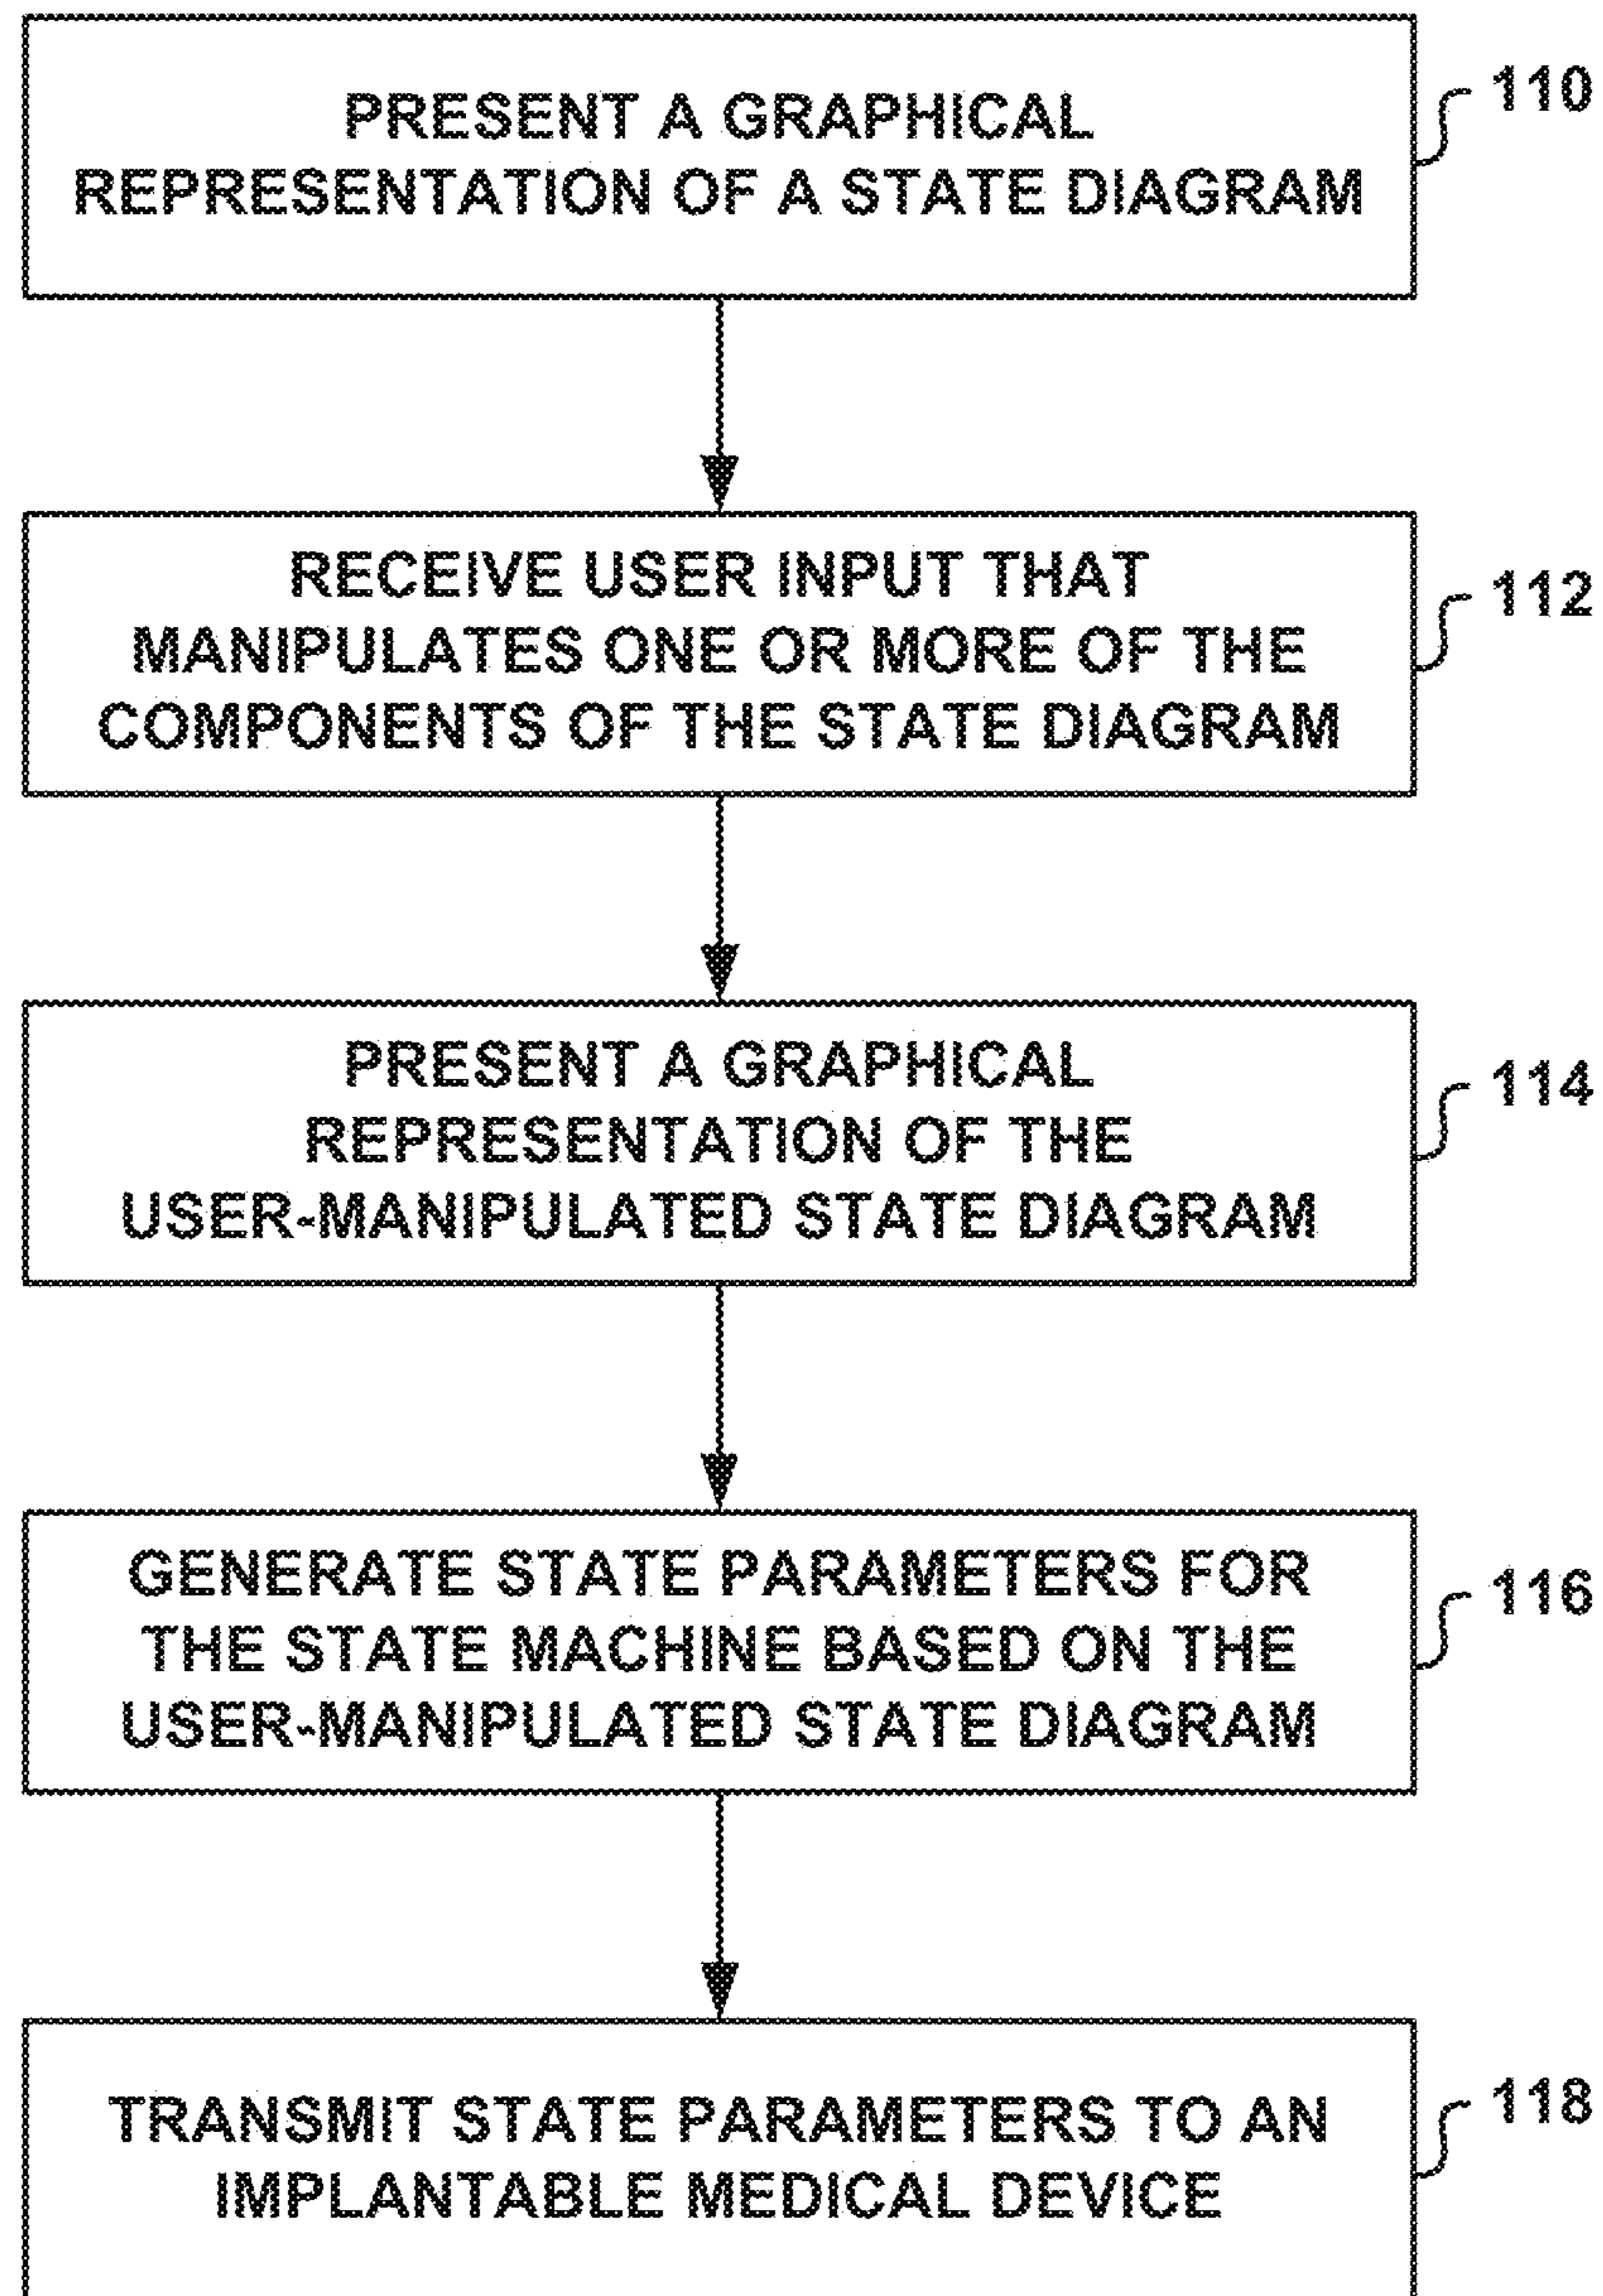 PRESENT A GRAPHICAL
REPRESENTATION OF A STATE DIAGRAM
110
RECEIVE USER INPUT THAT
MANIPULATES ONE OR MORE OF THE
COMPONENTS OF THE STATE DIAGRAM
112
PRESENT A GRAPHICAL
REPRESENTATION OF THE
USER-MANIPULATED STATE DIAGRAM
114
GENERATE STATE PARAMETERS FOR
THE STATE MACHINE BASED ON THE
USER-MANIPULATED STATE DIAGRAM
116
TRANSMIT STATE PARAMETERS TO AN
IMPLANTABLE MEDICAL DEVICE
118